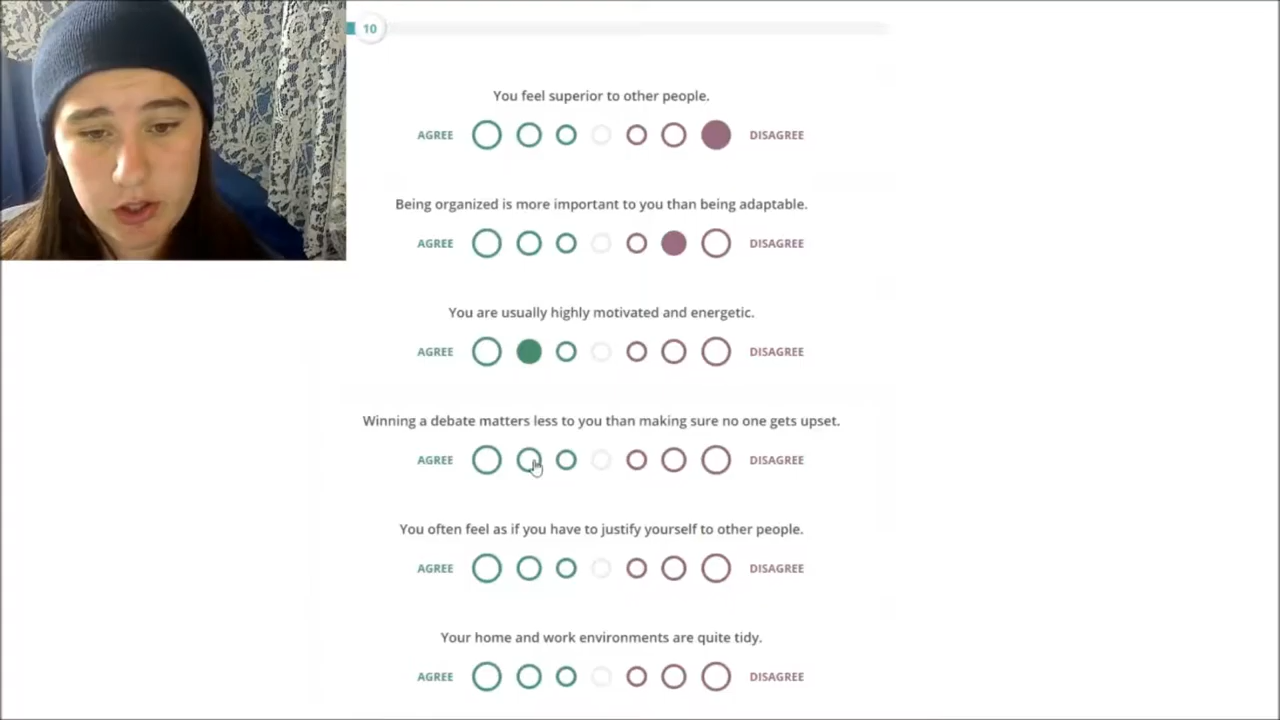 10
You feel superior to other people.
AGREE DISAGREE
Being organized is more important to you than being adaptable.
AGREE DISAGREE
You are usually highly motivated and energetic.
AGREE DISAGREE
Winning a debate matters less to you than making sure no one gets upset.
AGREE DISAGREE
You often feel as if you have to justify yourself to other people.
AGREE DISAGREE
Your home and work environments are quite tidy.
AGREE DISAGREE